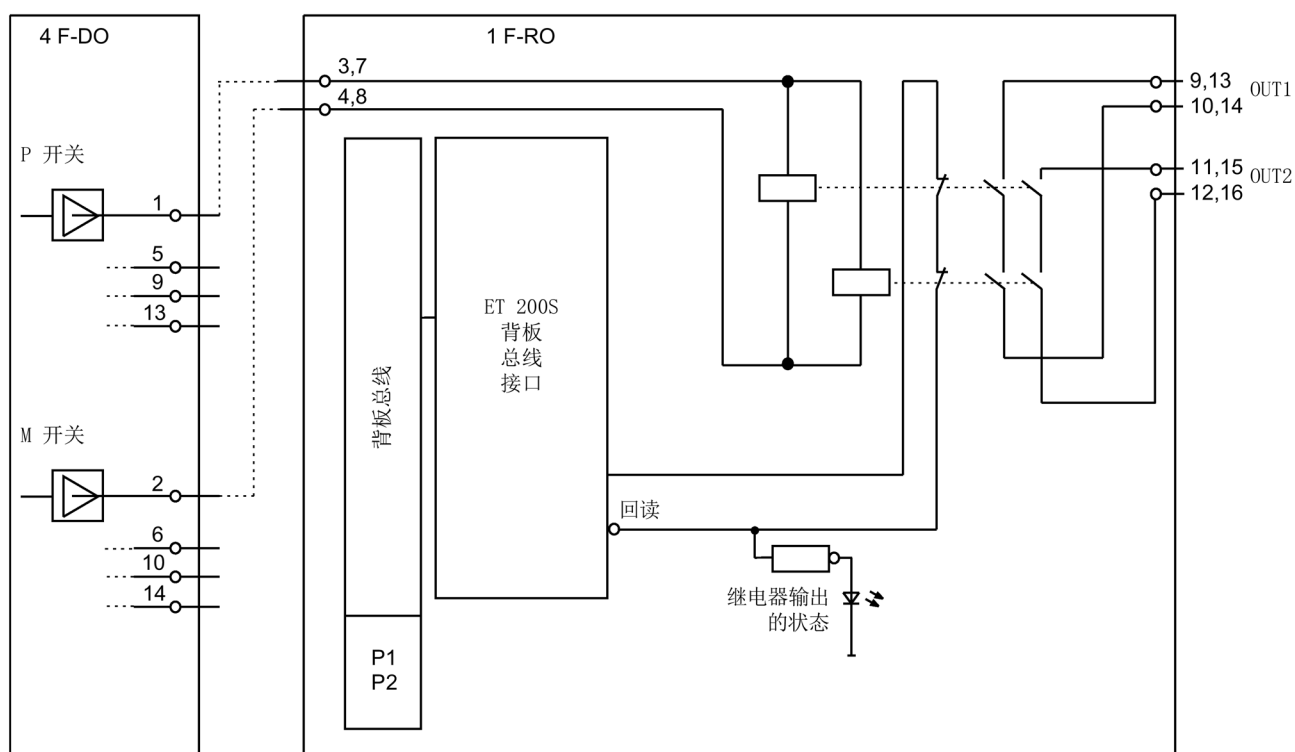 4 F-DO
1 F-RO
3,7
4,8
9,13
OUT1
10,14
11,15
OUT2
12,16
P 开关
1
5
9
13
ET 200S
背板
总线
接口
背板总线
M 开关
2
6
10
14
回读
继电器输出
的状态
P1
P2